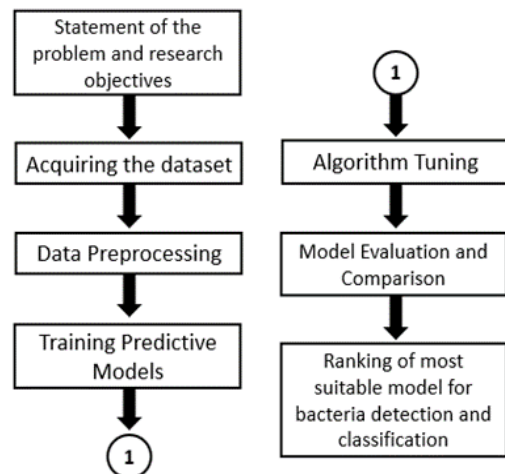 Statement of the
problem and research
objectives
Acquiring the dataset
Data Preprocessing
Training Predictive
Models
1
1
Algorithm Tuning
Model Evaluation and
Comparison
Ranking of most
suitable model for
bacteria detection and
classification